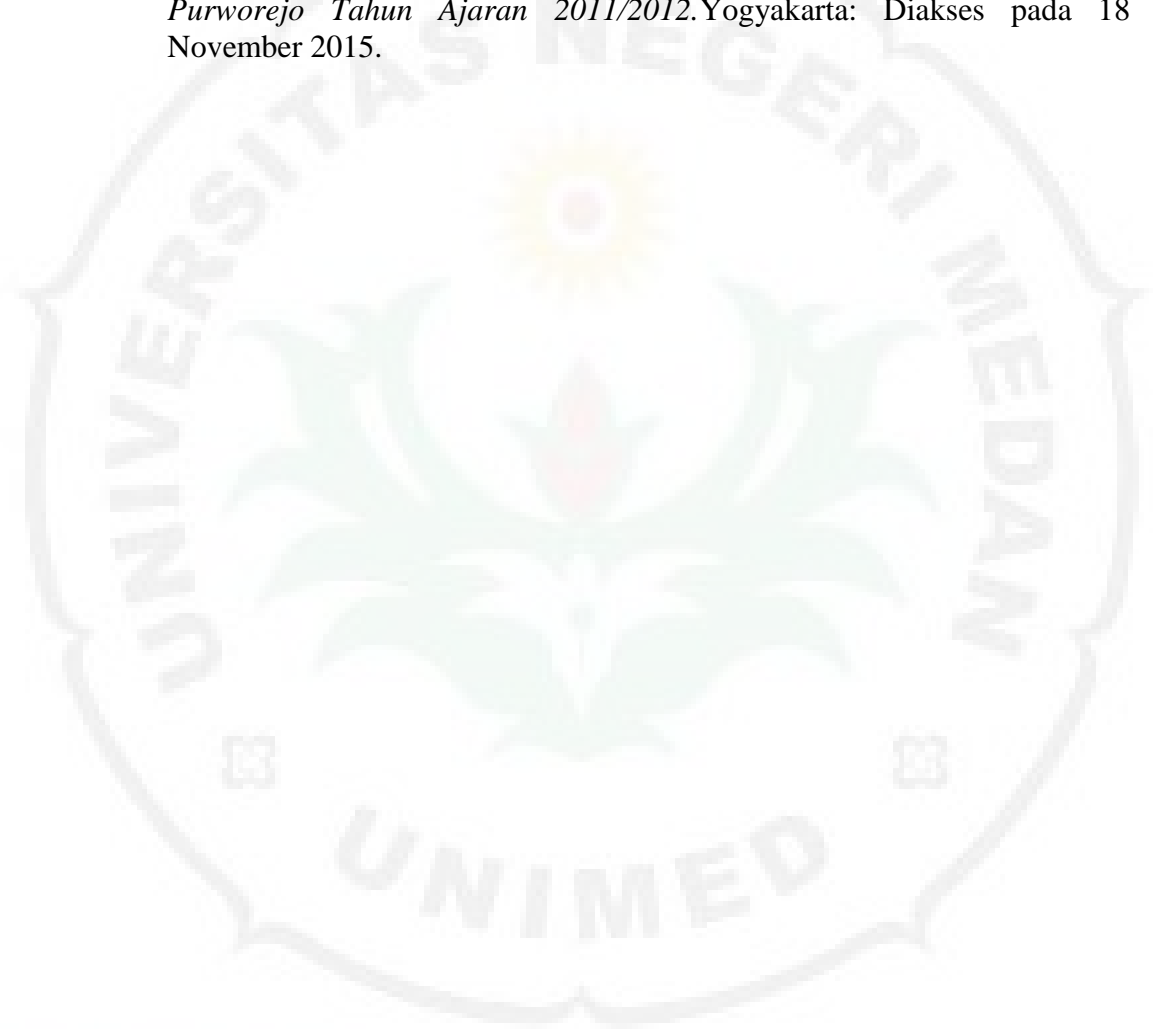 Purworejo Tahun Ajaran 2011/2012.Yogyakarta: Diakses pada 18
November 2015.
UNIVERSITAS NEGERI MEDAN
UNIMED